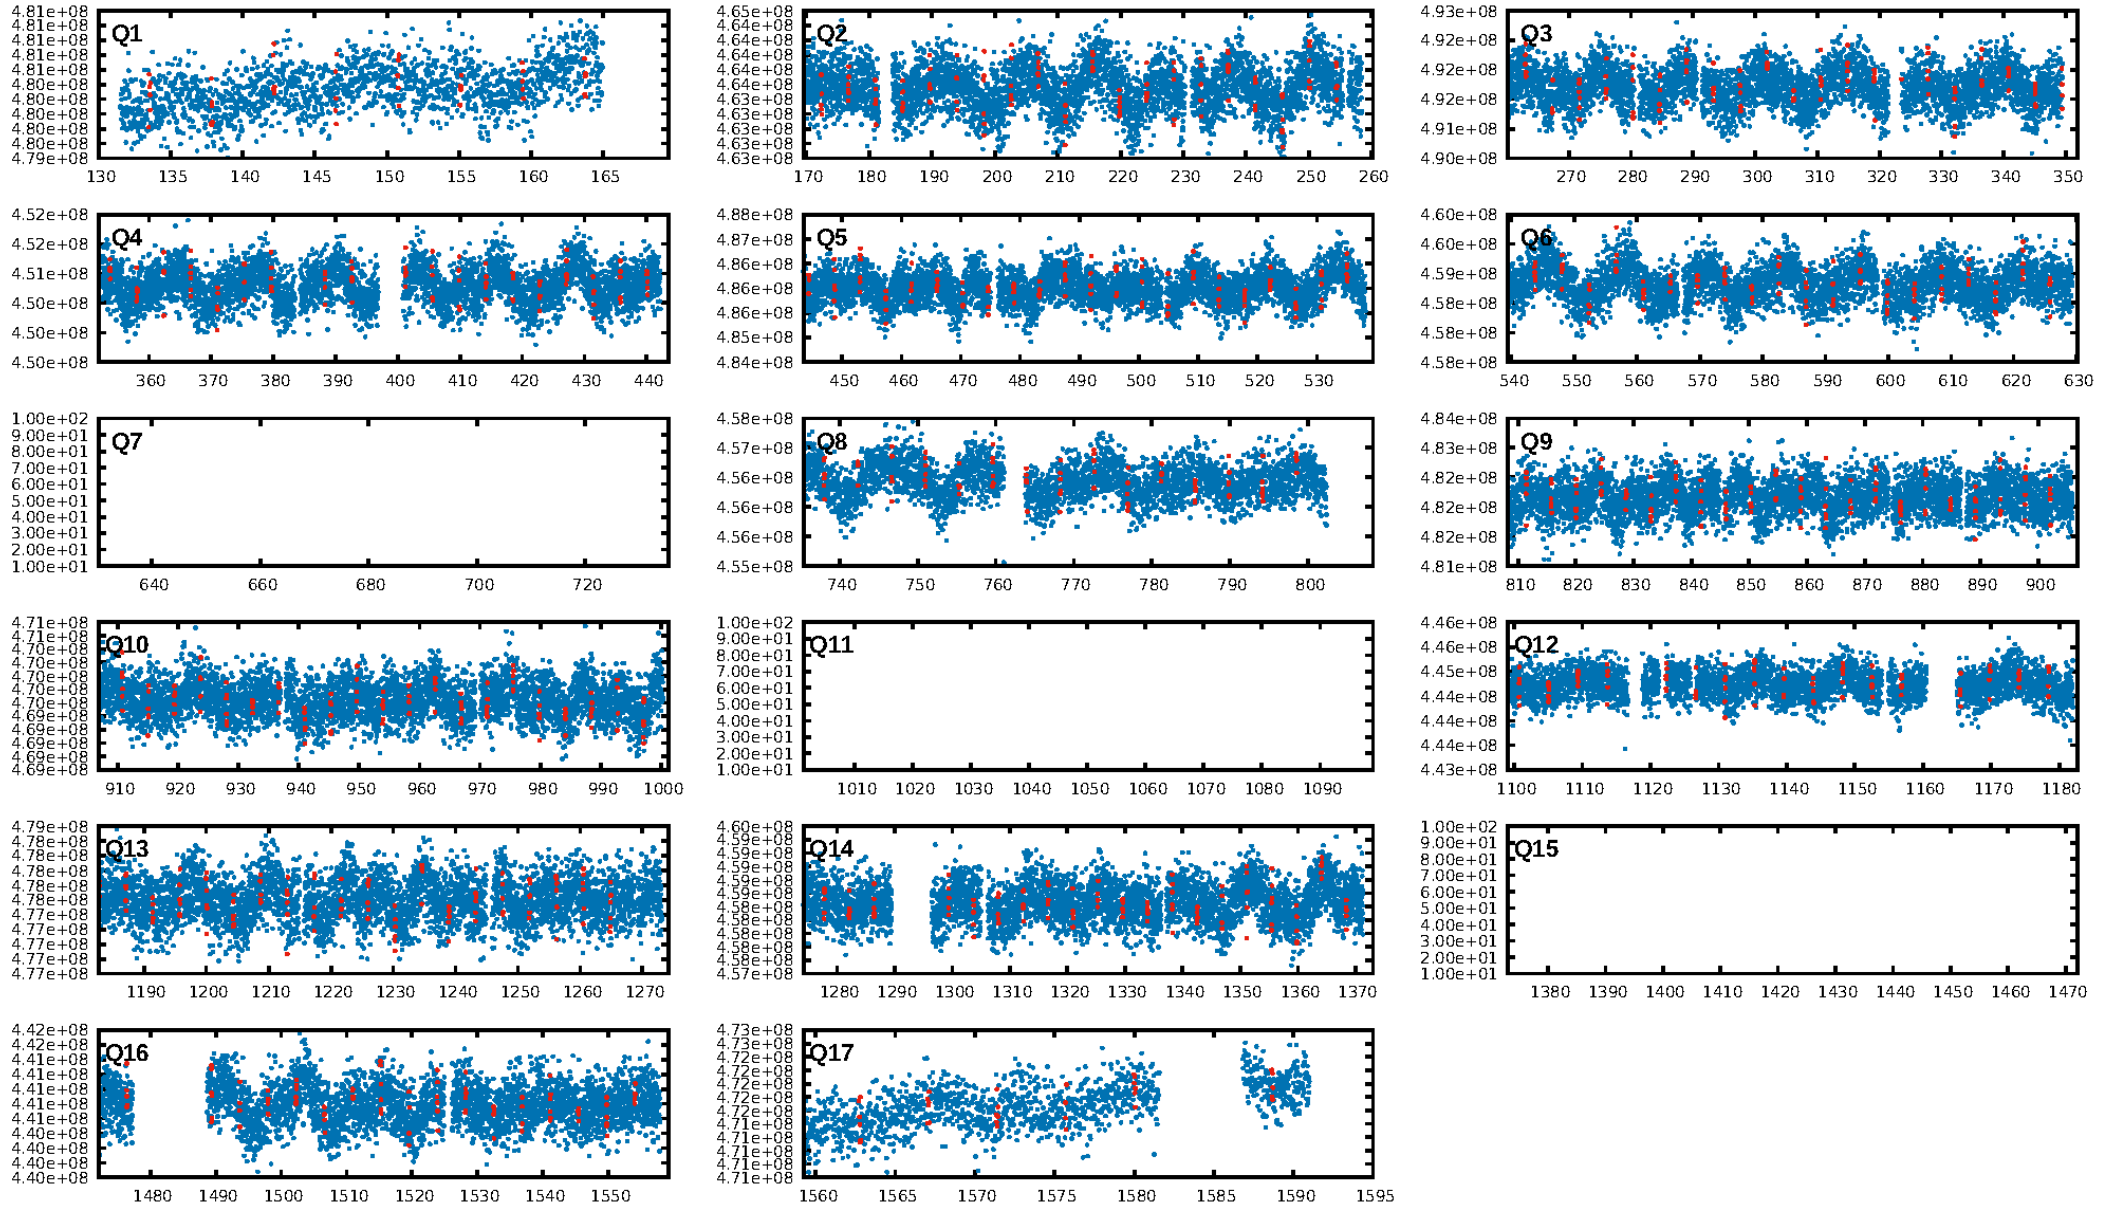 4.81e+08 4.81e+08 4.81e+08 4.81e+08 4.81e+08 4.80e+08 4.80e+08 4.80e+08 4.80e+08 4.80e+08 4.79e+08
Q1
130 135 140 145 150 155 160 165
4.65e+08 4.64e+08 4.64e+08 4.64e+08 4.64e+08 4.64e+08 4.63e+08 4.63e+08 4.63e+08 4.63e+08 4.63e+08
Q2
170 180 190 200 210 220 230 240 250 260
4.93e+08 4.92e+08 4.92e+08 4.92e+08 4.91e+08 4.90e+08
Q3
270 280 290 300 310 320 330 340 350
4.52e+08 4.52e+08 4.51e+08 4.50e+08 4.50e+08 4.50e+08
Q4
360 370 380 390 400 410 420 430 440
4.88e+08 4.87e+08 4.86e+08 4.86e+08 4.86e+08 4.85e+08 4.84e+08
Q5
450 460 470 480 490 500 510 520 530
4.60e+08 4.60e+08 4.59e+08 4.58e+08 4.58e+08 4.58e+08
Q6
540 550 560 570 580 590 600 610 620 630
1.00e+02 9.00e+01 8.00e+01 7.00e+01 6.00e+01 5.00e+01 4.00e+01 3.00e+01 2.00e+01 1.00e+01
Q7
640 660 680 700 720
4.58e+08 4.57e+08 4.56e+08 4.56e+08 4.56e+08 4.55e+08
Q8
740 750 760 770 780 790 800
4.84e+08 4.83e+08 4.82e+08 4.82e+08 4.82e+08 4.81e+08
Q9
810 820 830 840 850 860 870 880 890 900
4.71e+08 4.71e+08 4.70e+08 4.70e+08 4.70e+08 4.70e+08 4.70e+08 4.69e+08 4.69e+08 4.69e+08 4.69e+08 4.69e+08
Q10
910 920 930 940 950 960 970 980 990 1000
1.00e+02 9.00e+01 8.00e+01 7.00e+01 6.00e+01 5.00e+01 4.00e+01 3.00e+01 2.00e+01 1.00e+01
Q11
1010 1020 1030 1040 1050 1060 1070 1080 1090
4.46e+08 4.46e+08 4.45e+08 4.44e+08 4.44e+08 4.44e+08 4.43e+08
Q12
1100 1110 1120 1130 1140 1150 1160 1170 1180
4.79e+08 4.78e+08 4.78e+08 4.78e+08 4.78e+08 4.77e+08 4.77e+08 4.77e+08 4.77e+08 4.77e+08
Q13
1190 1200 1210 1220 1230 1240 1250 1260 1270
4.60e+08 4.59e+08 4.59e+08 4.59e+08 4.59e+08 4.59e+08 4.58e+08 4.58e+08 4.58e+08 4.58e+08 4.58e+08 4.57e+08
Q14
1280 1290 1300 1310 1320 1330 1340 1350 1360 1370
1.00e+02 9.00e+01 8.00e+01 7.00e+01 6.00e+01 5.00e+01 4.00e+01 3.00e+01 2.00e+01 1.00e+01
Q15
1380 1390 1400 1410 1420 1430 1440 1450 1460 1470
4.42e+08 4.42e+08 4.41e+08 4.41e+08 4.41e+08 4.41e+08 4.41e+08 4.40e+08 4.40e+08 4.40e+08 4.40e+08
Q16
1480 1490 1500 1510 1520 1530 1540 1550
4.73e+08 4.72e+08 4.72e+08 4.72e+08 4.72e+08 4.72e+08 4.72e+08 4.71e+08 4.71e+08 4.71e+08 4.71e+08 4.71e+08
Q17
1560 1565 1570 1575 1580 1585 1590 1595